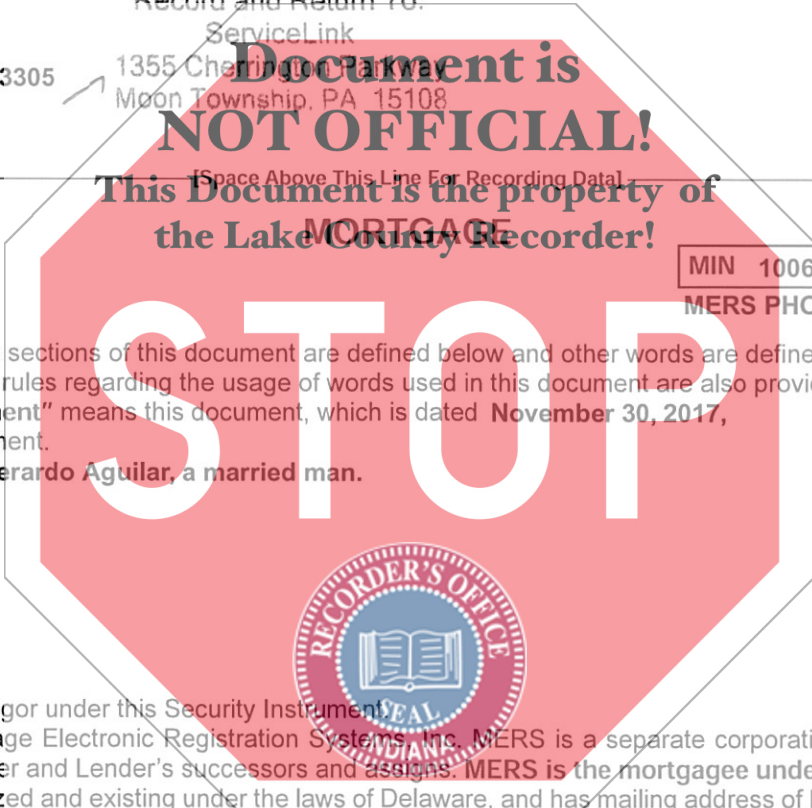 Record and Return To:
ServiceLink
1355 Cherrington Parkway
3305
Moon Township, PA 15108
Document is
NOT OFFICIAL!
[Space Above This Line For Recording Data]
This Document is the property of
MORTGAGE
the Lake County Recorder!
MIN 1006
MERS PHO
STOP
sections of this document are defined below and other words are define
rules regarding the usage of words used in this document are also provi
ent" means this document, which is dated November 30, 2017,
ent.
erardo Aguilar, a married man.
RECORDER'S OFFICE
SEAL
INDIANA
gor under this Security Instrument.
ge Electronic Registration Systems, Inc. MERS is a separate corporati
er and Lender's successors and assigns. MERS is the mortgagee unde
zed and existing under the laws of Delaware, and has mailing address of